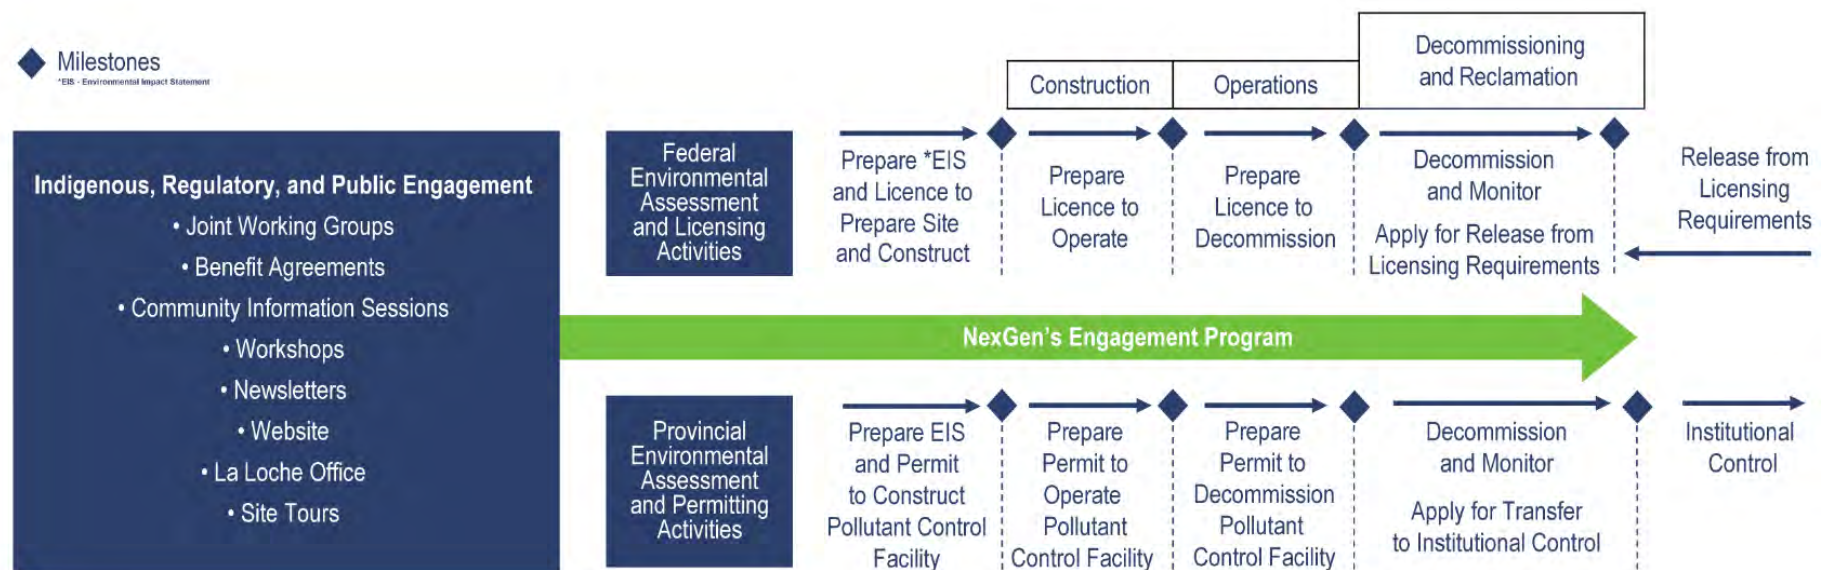 Milestones
*EIS - Environmental Impact Statement
Construction
Operations
Decommissioning
and Reclamation
Indigenous, Regulatory, and Public Engagement
• Joint Working Groups
• Benefit Agreements
• Community Information Sessions
• Workshops
• Newsletters
• Website
• La Loche Office
• Site Tours
Federal
Environmental
Assessment
and Licensing
Activities
Prepare *EIS
and Licence to
Prepare Site
and Construct
Prepare
Licence to
Operate
Prepare
Licence to
Decommission
Decommission
and Monitor
Apply for Release from
Licensing Requirements
Release from
Licensing
Requirements
NexGen's Engagement Program
Provincial
Environmental
Assessment
and Permitting
Activities
Prepare EIS
and Permit
to Construct
Pollutant Control
Facility
Prepare
Permit to
Operate
Pollutant
Control Facility
Prepare
Permit to
Decommission
Pollutant
Control Facility
Decommission
and Monitor
Apply for Transfer
to Institutional Control
Institutional
Control